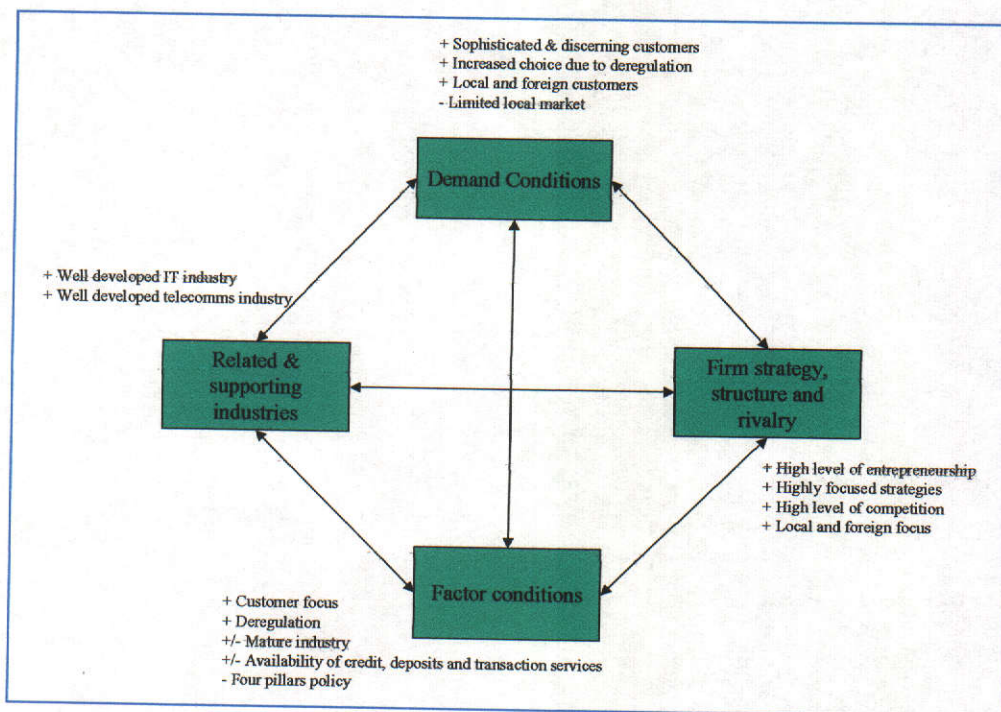 + Sophisticated & discerning customers
+ Increased choice due to deregulation
+ Local and foreign customers
- Limited local market
Demand Conditions
+ Well developed IT industry
+ Well developed telecomms industry
Related &
supporting
industries
Firm strategy,
structure and
rivalry
+ High level of entrepreneurship
+ Highly focused strategies
+ High level of competition
+ Local and foreign focus
Factor conditions
+ Customer focus
+ Deregulation
+/- Mature industry
+/- Availability of credit, deposits and transaction services
- Four pillars policy